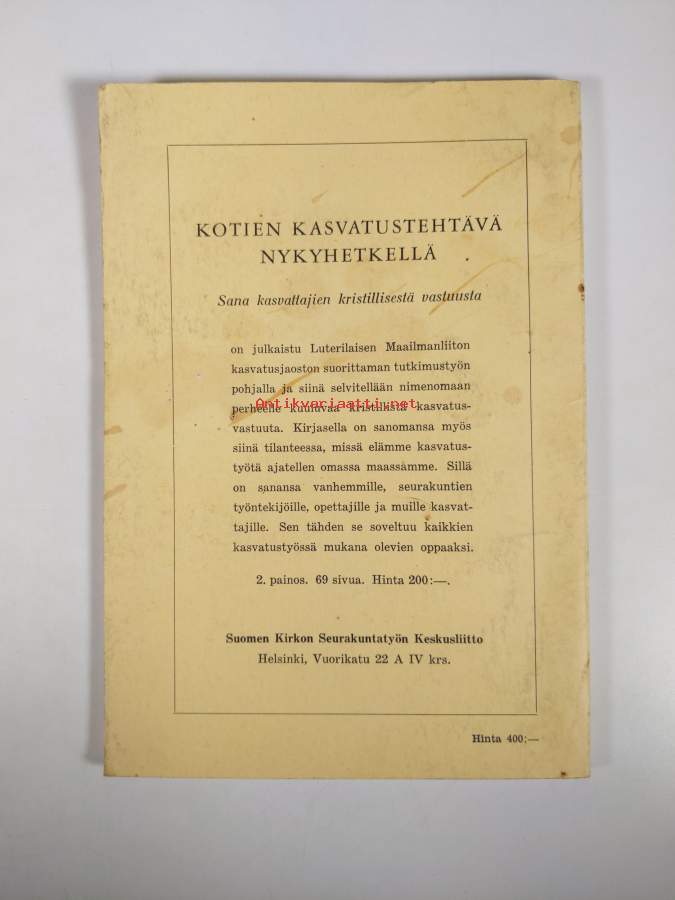 KOTIEN KASVATUSTEHTÄVÄ
NYKYHETKELLÄ
Sana kasvattajien kristillisestä vastuusta
on julkaistu Luterilaisen Maailmanliiton
kasvatusjaoston suorittaman tutkimustyön
pohjalla ja siinä selvitellään nimenomaan
perheelle kuuluvaa kristillistä kasvatus-
Antikvariaatti.net
vastuuta. Kirjasella on sanomansa myös
siinä tilanteessa, missä elämme kasvatus-
työtä ajatellen omassa maassamme. Sillä
on sanansa vanhemmille, seurakuntien
työntekijöille, opettajille ja muille kasvat-
tajille. Sen tähden se soveltuu kaikkien
kasvatustyössä mukana olevien oppaaksi.
2. painos. 69 sivua. Hinta 200:—.
Suomen Kirkon Seurakuntatyön Keskusliitto
Helsinki, Vuorikatu 22 A IV krs.
Hinta 400:—